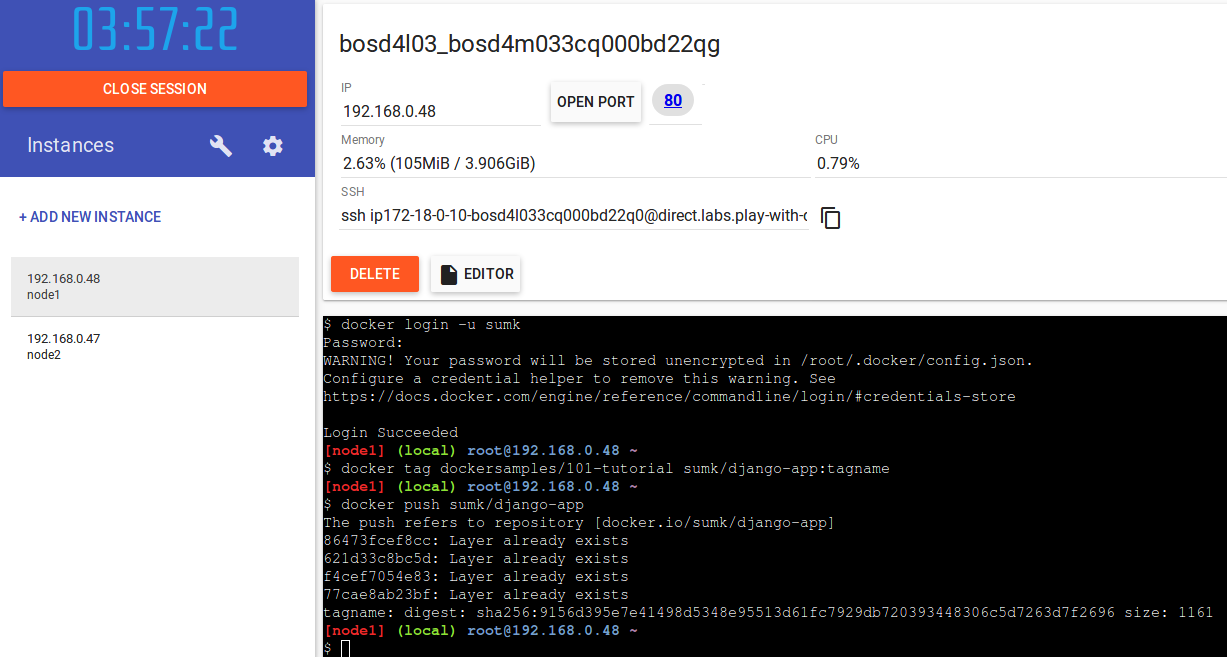 03:57:22
CLOSE SESSION
Instances
+ ADD NEW INSTANCE
192.168.0.48
node1
192.168.0.47
node2
bosd4l03_bosd4m033cq000bd22qg
IP
192.168.0.48
OPEN PORT
80
Memory
2.63% (105MiB / 3.906GiB)
CPU
0.79%
SSH
ssh ip172-18-0-10-bosd4l033cq000bd22q0@direct.labs.play-with-d
DELETE
EDITOR
$ docker login -u sumk
Password:
WARNING! Your password will be stored unencrypted in /root/.docker/config.json.
Configure a credential helper to remove this warning. See
https://docs.docker.com/engine/reference/commandline/login/#credentials-store
Login Succeeded
[node1] (local) root@192.168.0.48 ~
$ docker tag dockersamples/101-tutorial sumk/django-app:tagname
[node1] (local) root@192.168.0.48 ~
$ docker push sumk/django-app
The push refers to repository [docker.io/sumk/django-app]
86473fcef8cc: Layer already exists
621d33c8bc5d: Layer already exists
f4cef7054e83: Layer already exists
77cae8ab23bf: Layer already exists
tagname: digest: sha256:9156d395e7e41498d5348e95513d61fc7929db720393448306c5d7263d7f2696 size: 1161
[node1] (local) root@192.168.0.48 ~
$